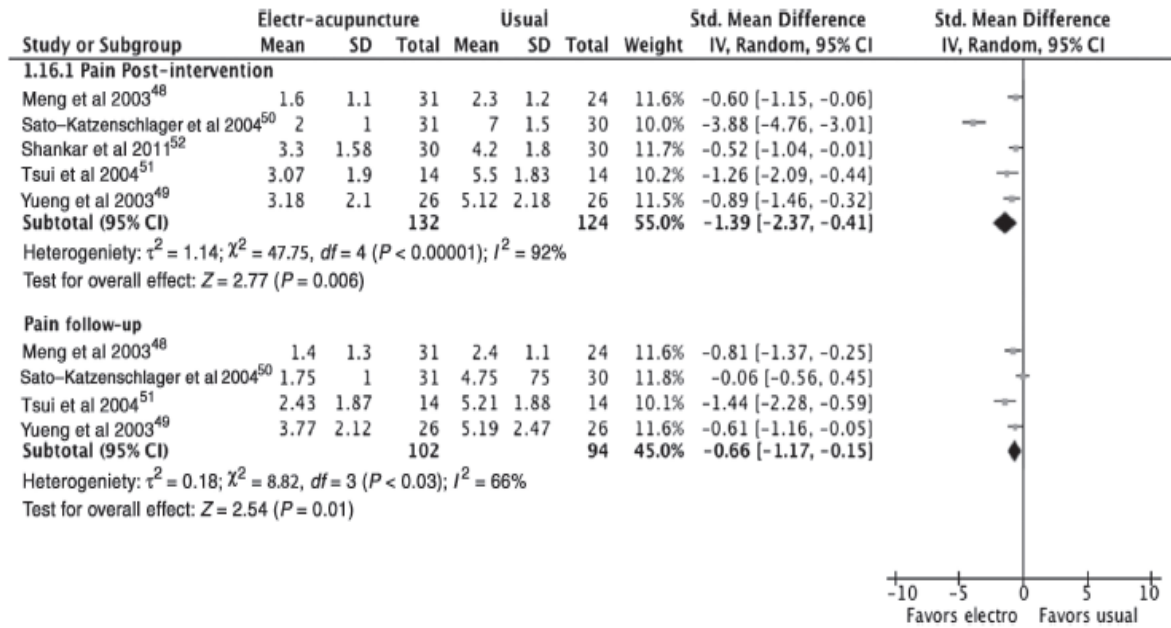 Electr-acupuncture Usual Std. Mean Difference Std. Mean Difference
Study or Subgroup Mean SD Total Mean SD Total Weight IV, Random, 95% CI IV, Random, 95% CI
1.16.1 Pain Post-intervention
Meng et al 2003⁴⁸ 1.6 1.1 31 2.3 1.2 24 11.6% -0.60 [-1.15, -0.06]
Sato-Katzenschlager et al 2004⁵⁰ 2 1 31 7 1.5 30 10.0% -3.88 [-4.76, -3.01]
Shankar et al 2011⁵² 3.3 1.58 30 4.2 1.8 30 11.7% -0.52 [-1.04, -0.01]
Tsui et al 2004⁵¹ 3.07 1.9 14 5.5 1.83 14 10.2% -1.26 [-2.09, -0.44]
Yueng et al 2003⁴⁹ 3.18 2.1 26 5.12 2.18 26 11.5% -0.89 [-1.46, -0.32]
Subtotal (95% CI) 132 124 55.0% -1.39 [-2.37, -0.41]
Heterogeniety: τ² = 1.14; χ² = 47.75, df = 4 (P < 0.00001); I² = 92%
Test for overall effect: Z = 2.77 (P = 0.006)
Pain follow-up
Meng et al 2003⁴⁸ 1.4 1.3 31 2.4 1.1 24 11.6% -0.81 [-1.37, -0.25]
Sato-Katzenschlager et al 2004⁵⁰ 1.75 1 31 4.75 75 30 11.8% -0.06 [-0.56, 0.45]
Tsui et al 2004⁵¹ 2.43 1.87 14 5.21 1.88 14 10.1% -1.44 [-2.28, -0.59]
Yueng et al 2003⁴⁹ 3.77 2.12 26 5.19 2.47 26 11.6% -0.61 [-1.16, -0.05]
Subtotal (95% CI) 102 94 45.0% -0.66 [-1.17, -0.15]
Heterogeniety: τ² = 0.18; χ² = 8.82, df = 3 (P < 0.03); I² = 66%
Test for overall effect: Z = 2.54 (P = 0.01)
-10 -5 0 5 10
Favors electro Favors usual